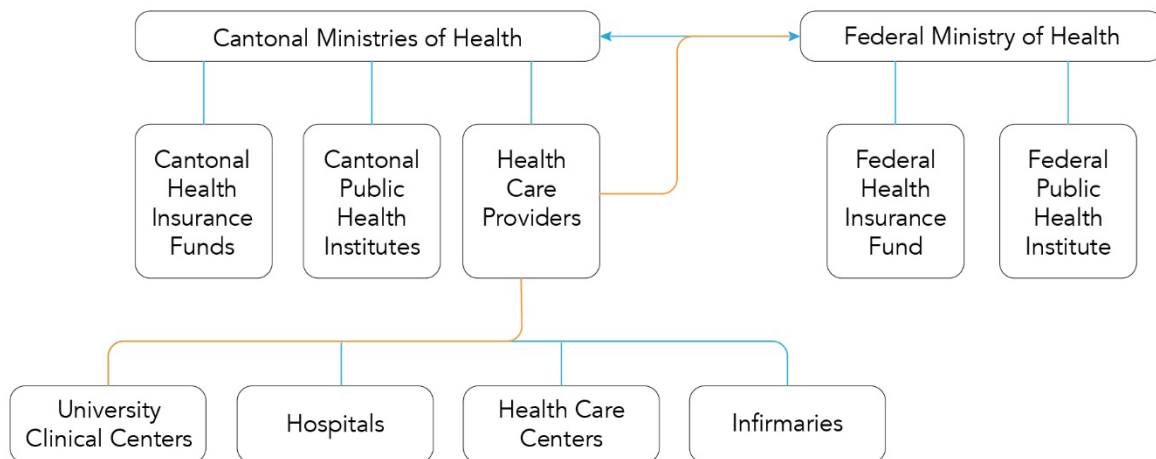 Cantonal Ministries of Health
Federal Ministry of Health
Cantonal
Health
Insurance
Funds
Cantonal
Public
Health
Institutes
Health
Care
Providers
Federal
Health
Insurance
Fund
Federal
Public
Health
Institute
University
Clinical Centers
Hospitals
Health Care
Centers
Infirmaries